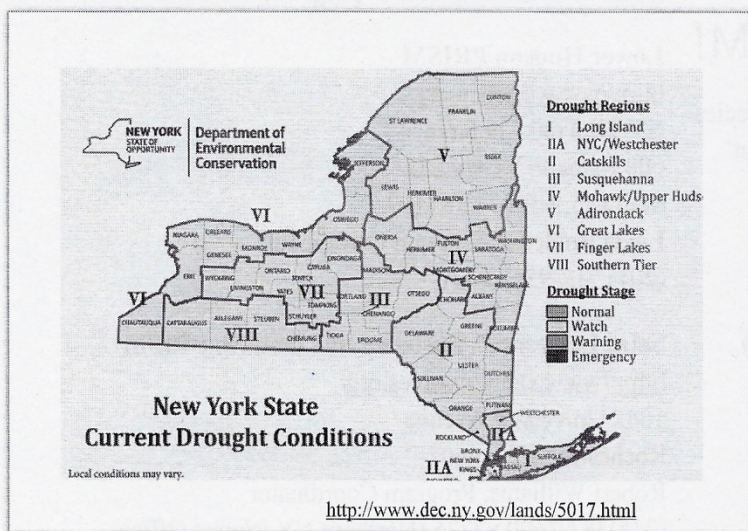 NEW YORK
STATE OF
OPPORTUNITY
Department of
Environmental
Conservation
Drought Regions
I Long Island
IIA NYC/Westchester
II Catskills
III Susquehanna
IV Mohawk/Upper Huds
V Adirondack
VI Great Lakes
VII Finger Lakes
VIII Southern Tier
Drought Stage
Normal
Watch
Warning
Emergency
CLINTON
FRANKLIN
ST LAWRENCE
V
ESSEX
JEFFERSON
LEWIS
HERKIMER
HAMILTON
WARREN
VI
OSWEGO
WASHINGTON
NIAGARA
ORLEANS
MONROE
WAYNE
ONEIDA
HERKIMER
FULTON
SARATOGA
GENESEE
IV
MONTGOMERY
ONONDAGA
MADISON
SCHENECTADY
RENSSELAER
ERIE
WYOMING
LIVINGSTON
ONTARIO
SENECA
CAYUGA
YATES
VII
TOMPKINS
SCHUYLER
CORTLAND
III
CHENANGO
OTSEGO
SCHOHARIE
ALBANY
VI
CHAUTAUQUA
CATTARAUGUS
ALLEGANY
STEUBEN
VIII
CHEMUNG
TIOGA
BROOME
DELAWARE
GREENE
COLUMBIA
II
ULSTER
SULLIVAN
DUTCHESS
ORANGE
PUTNAM
WESTCHESTER
ROCKLAND
IIA
BRONX
NEW YORK
KINGS
IIA
NASSAU
I
SUFFOLK
New York State
Current Drought Conditions
Local conditions may vary.
http://www.dec.ny.gov/lands/5017.html